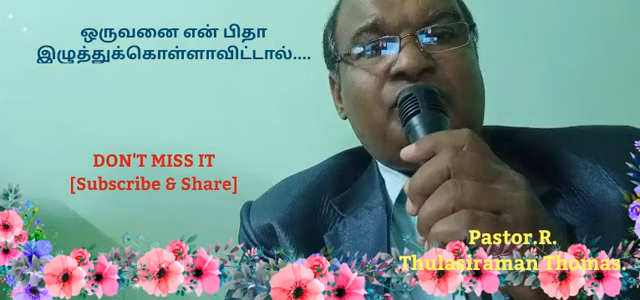 ஒருவனை என் பிதா
இழுத்துக்கொள்ளாவிட்டால்....
DON'T MISS IT
[Subscribe & Share]
Pastor.R.
Thulasiraman Thomas.